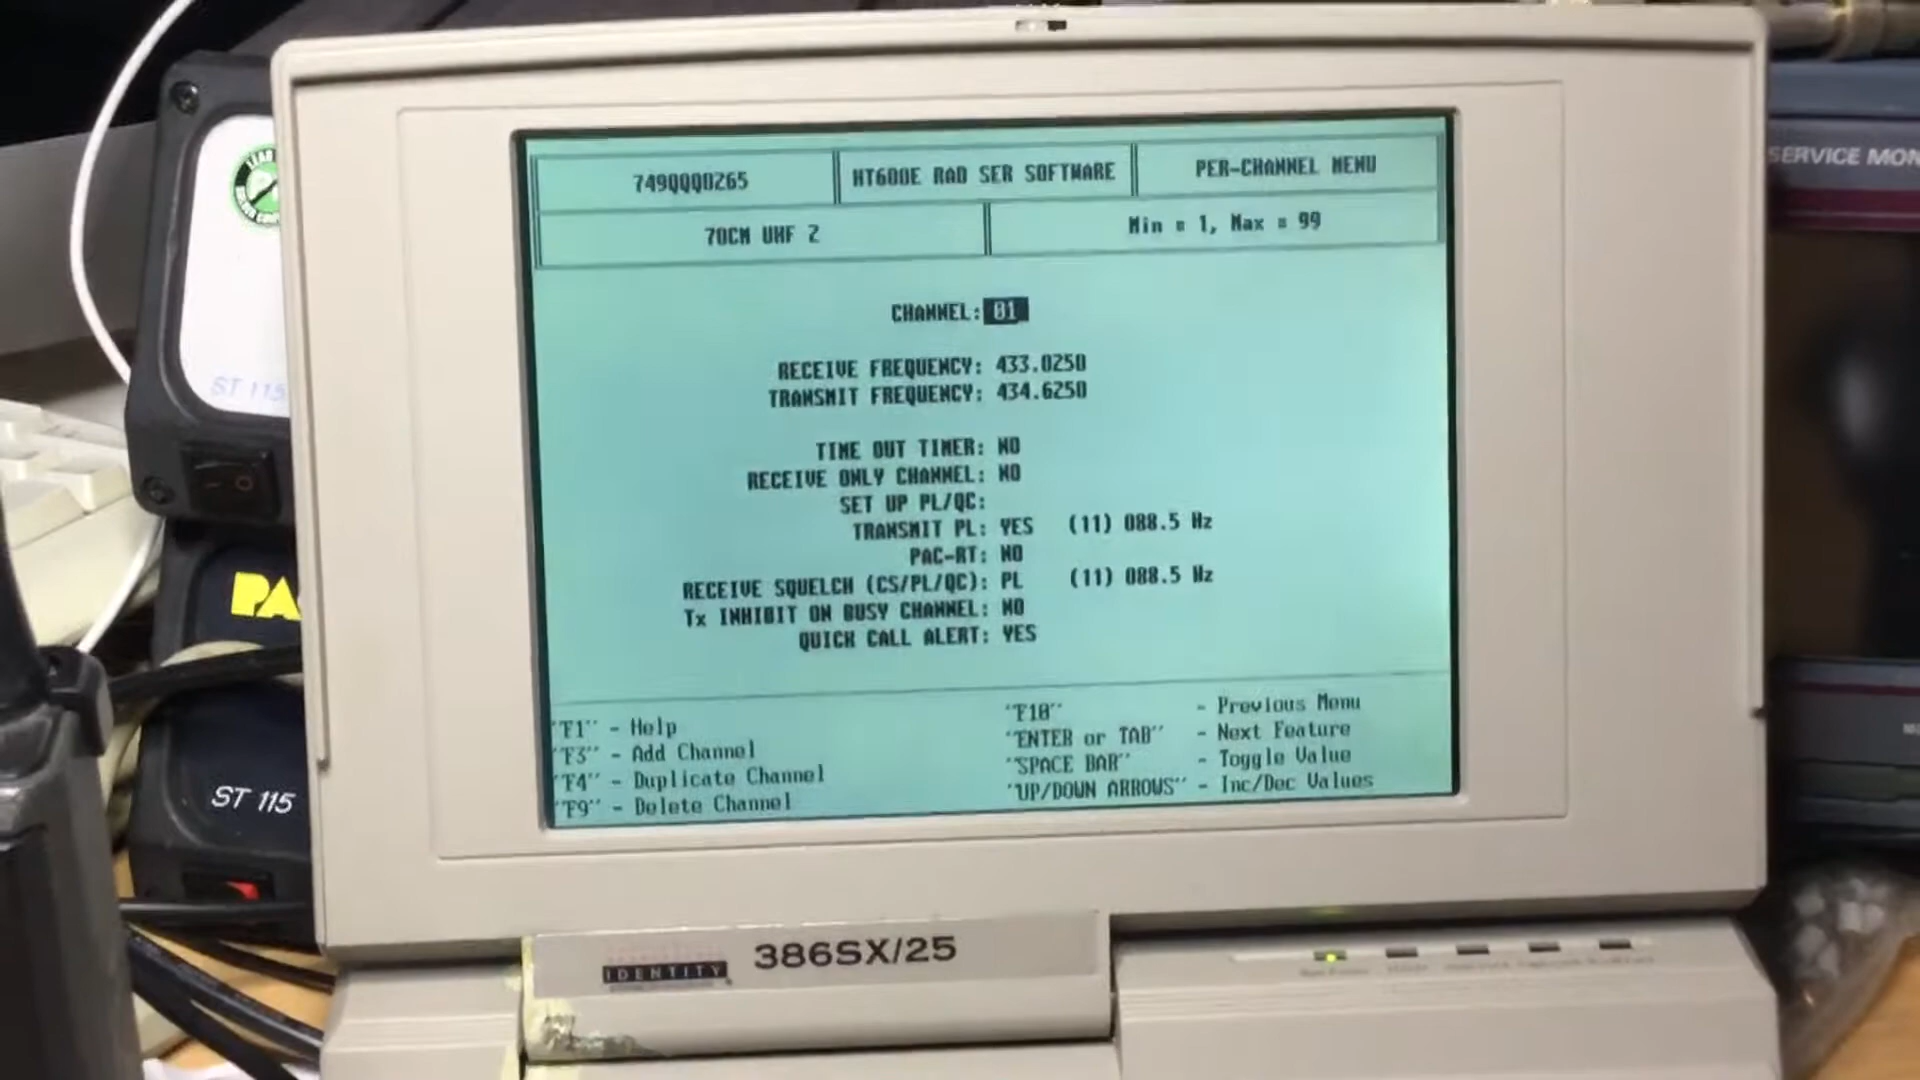 749QQQ0265
HT600E RAD SER SOFTWARE
PER-CHANNEL MENU
70CM UHF 2
Min = 1, Max = 99
CHANNEL: 01
RECEIVE FREQUENCY: 433.0250
TRANSMIT FREQUENCY: 434.6250
TIME OUT TIMER: NO
RECEIVE ONLY CHANNEL: NO
SET UP PL/QC:
TRANSMIT PL: YES (11) 088.5 Hz
PAC-RT: NO
RECEIVE SQUELCH (CS/PL/QC): PL (11) 088.5 Hz
Tx INHIBIT ON BUSY CHANNEL: NO
QUICK CALL ALERT: YES
"F1" - Help
"F3" - Add Channel
"F4" - Duplicate Channel
"F9" - Delete Channel
"F10" - Previous Menu
"ENTER or TAB" - Next Feature
"SPACE BAR" - Toggle Value
"UP/DOWN ARROWS" - Inc/Dec Values
IDENTITY
386SX/25
ST 115
PA
ST 115
SERVICE MON